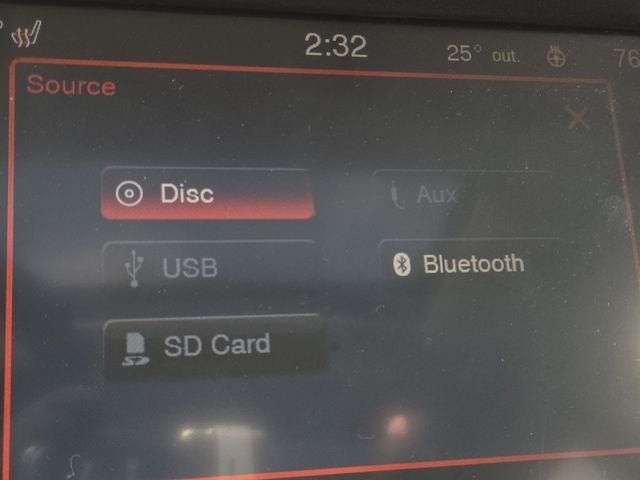 2:32 25° out. 76
Source
Disc Aux
USB Bluetooth
SD Card